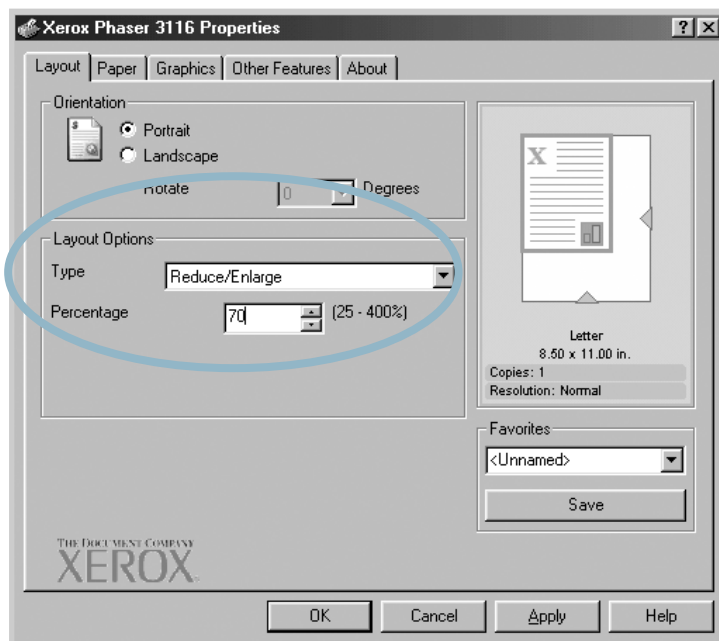 Xerox Phaser 3116 Properties
Layout Paper Graphics Other Features About
Orientation
Portrait
Landscape
Rotate 0 Degrees
Layout Options
Type Reduce/Enlarge
Percentage 70 (25 - 400%)
X
Letter
8.50 x 11.00 in.
Copies: 1
Resolution: Normal
Favorites
<Unnamed>
Save
THE DOCUMENT COMPANY
XEROX
OK Cancel Apply Help